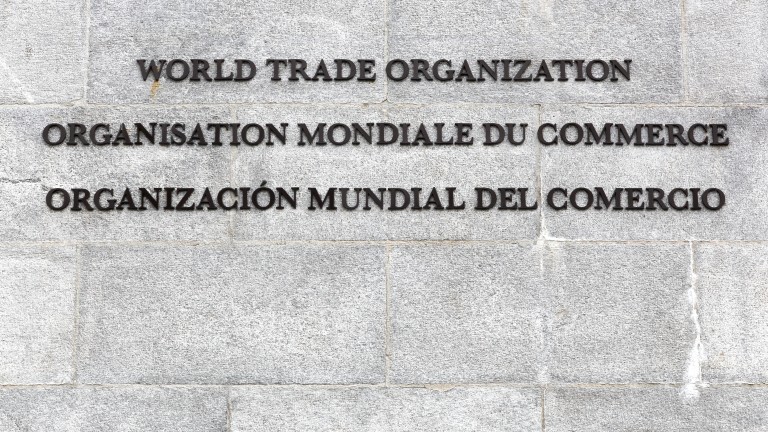 WORLD TRADE ORGANIZATION
ORGANISATION MONDIALE DU COMMERCE
ORGANIZACIÓN MUNDIAL DEL COMERCIO